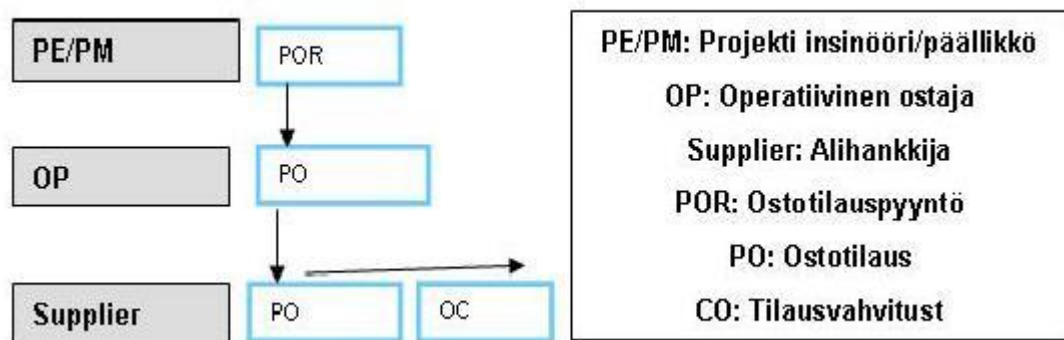 PE/PM
POR
OP
PO
Supplier
PO
OC
PE/PM: Projekti insinööri/päällikkö
OP: Operatiivinen ostaja
Supplier: Alihankkija
POR: Ostotilauspyyntö
PO: Ostotilaus
CO: Tilausvahvitust